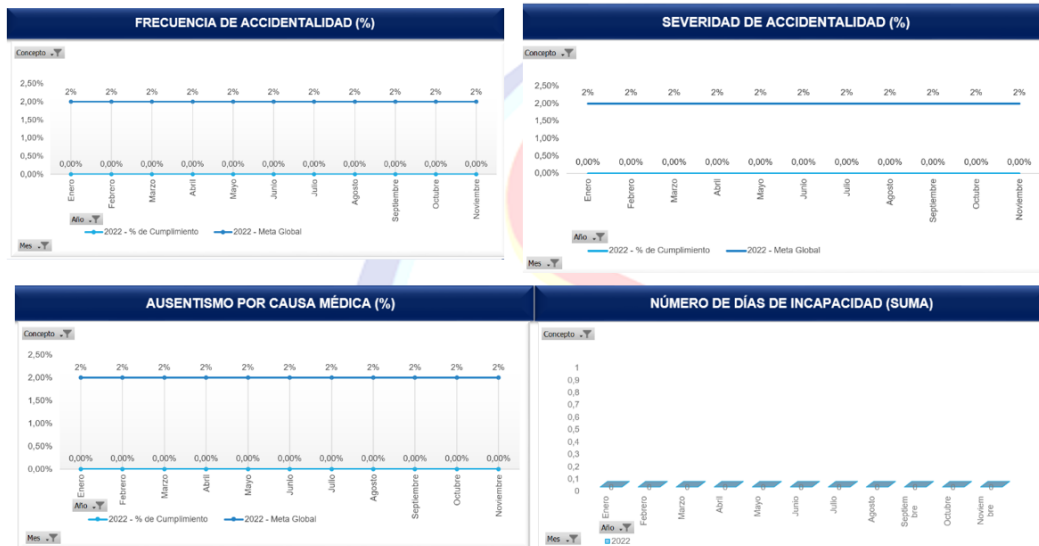 FRECUENCIA DE ACCIDENTALIDAD (%)
Concepto
2,50%
2% 2% 2% 2% 2% 2% 2% 2% 2% 2% 2%
2,00%
1,50%
1,00%
0,50%
0,00% 0,00% 0,00% 0,00% 0,00% 0,00% 0,00% 0,00% 0,00% 0,00% 0,00%
0,00%
Enero Febrero Marzo Abril Mayo Junio Julio Agosto Septiembre Octubre Noviembre
Año
2022 - % de Cumplimiento 2022 - Meta Global
Mes
SEVERIDAD DE ACCIDENTALIDAD (%)
Concepto
2,50%
2% 2% 2% 2% 2% 2% 2% 2% 2% 2% 2%
2,00%
1,50%
1,00%
0,50%
0,00% 0,00% 0,00% 0,00% 0,00% 0,00% 0,00% 0,00% 0,00% 0,00% 0,00%
0,00%
Enero Febrero Marzo Abril Mayo Junio Julio Agosto Septiembre Octubre Noviembre
Año
2022 - % de Cumplimiento 2022 - Meta Global
Mes
AUSENTISMO POR CAUSA MÉDICA (%)
Concepto
2,50%
2% 2% 2% 2% 2% 2% 2% 2% 2% 2% 2%
2,00%
1,50%
1,00%
0,50%
0,00% 0,00% 0,00% 0,00% 0,00% 0,00% 0,00% 0,00% 0,00% 0,00% 0,00%
0,00%
Enero Febrero Marzo Abril Mayo Junio Julio Agosto Septiembre Octubre Noviembre
Año
2022 - % de Cumplimiento 2022 - Meta Global
Mes
NÚMERO DE DÍAS DE INCAPACIDAD (SUMA)
Concepto
1
0,9
0,8
0,7
0,6
0,5
0,4
0,3
0,2
0,1
0
0 0 0 0 0 0 0 0 0 0 0
Enero Febrero Marzo Abril Mayo Junio Julio Agosto Septiem Octubre Noviem
bre bre
Año
Mes
2022